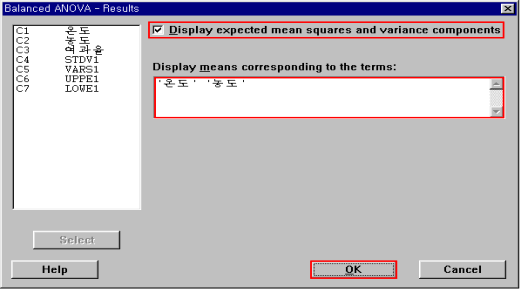 Balanced ANOVA - Results
C1 온도
C2 농도
C3 여과율
C4 STDV1
C5 VARS1
C6 UPPE1
C7 LOWE1
Display expected mean squares and variance components
Display means corresponding to the terms:
'온도' '농도'
Select
Help
OK
Cancel